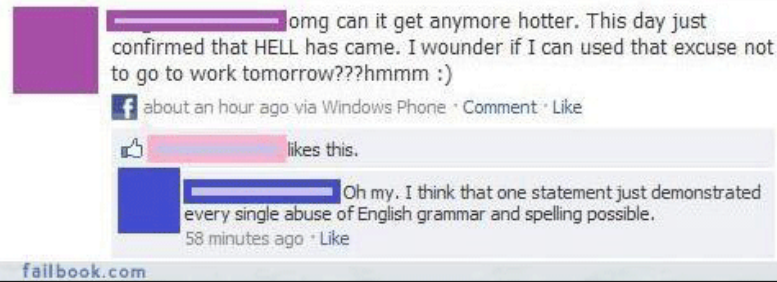 omg can it get anymore hotter. This day just
confirmed that HELL has came. I wounder if I can used that excuse not
to go to work tomorrow???hmmm :)
f about an hour ago via Windows Phone · Comment · Like
likes this.
Oh my. I think that one statement just demonstrated
every single abuse of English grammar and spelling possible.
58 minutes ago · Like
failbook.com